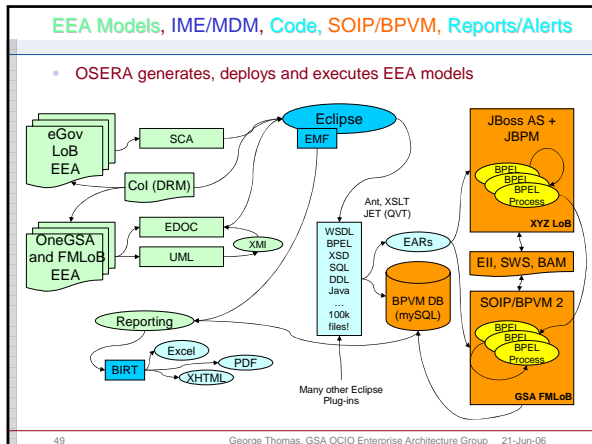 EEA Models, IME/MDM, Code, SOIP/BPVM, Reports/Alerts
• OSERA generates, deploys and executes EEA models
eGov
LoB
EEA
SCA
CoI (DRM)
OneGSA
and FMLoB
EEA
EDOC
UML
XMI
Eclipse
EMF
Ant, XSLT
JET (QVT)
WSDL
BPEL
XSD
SQL
DDL
Java
…
100k
files!
EARs
BPVM DB
(mySQL)
Many other Eclipse
Plug-ins
Reporting
BIRT
Excel
PDF
XHTML
JBoss AS +
JBPM
BPEL
BPEL
BPEL
Process
XYZ LoB
EII, SWS, BAM
SOIP/BPVM 2
BPEL
BPEL
BPEL
Process
GSA FMLoB
49
George Thomas, GSA OCIO Enterprise Architecture Group
21-Jun-06